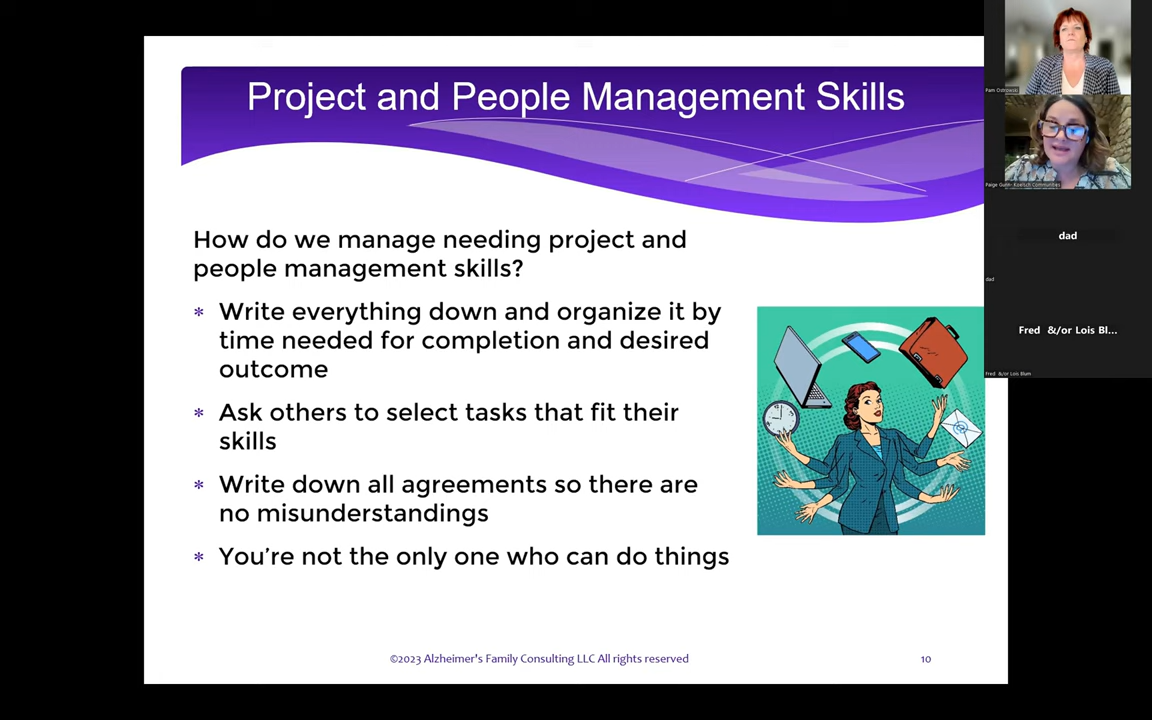 Project and People Management Skills
How do we manage needing project and
people management skills?
* Write everything down and organize it by
time needed for completion and desired
outcome
* Ask others to select tasks that fit their
skills
* Write down all agreements so there are
no misunderstandings
* You're not the only one who can do things
©2023 Alzheimer's Family Consulting LLC All rights reserved
10
Pam Ostrowski
Paige Gunn- Koelsch Communities
dad
dad
Fred &/or Lois Bl...
Fred &/or Lois Blum